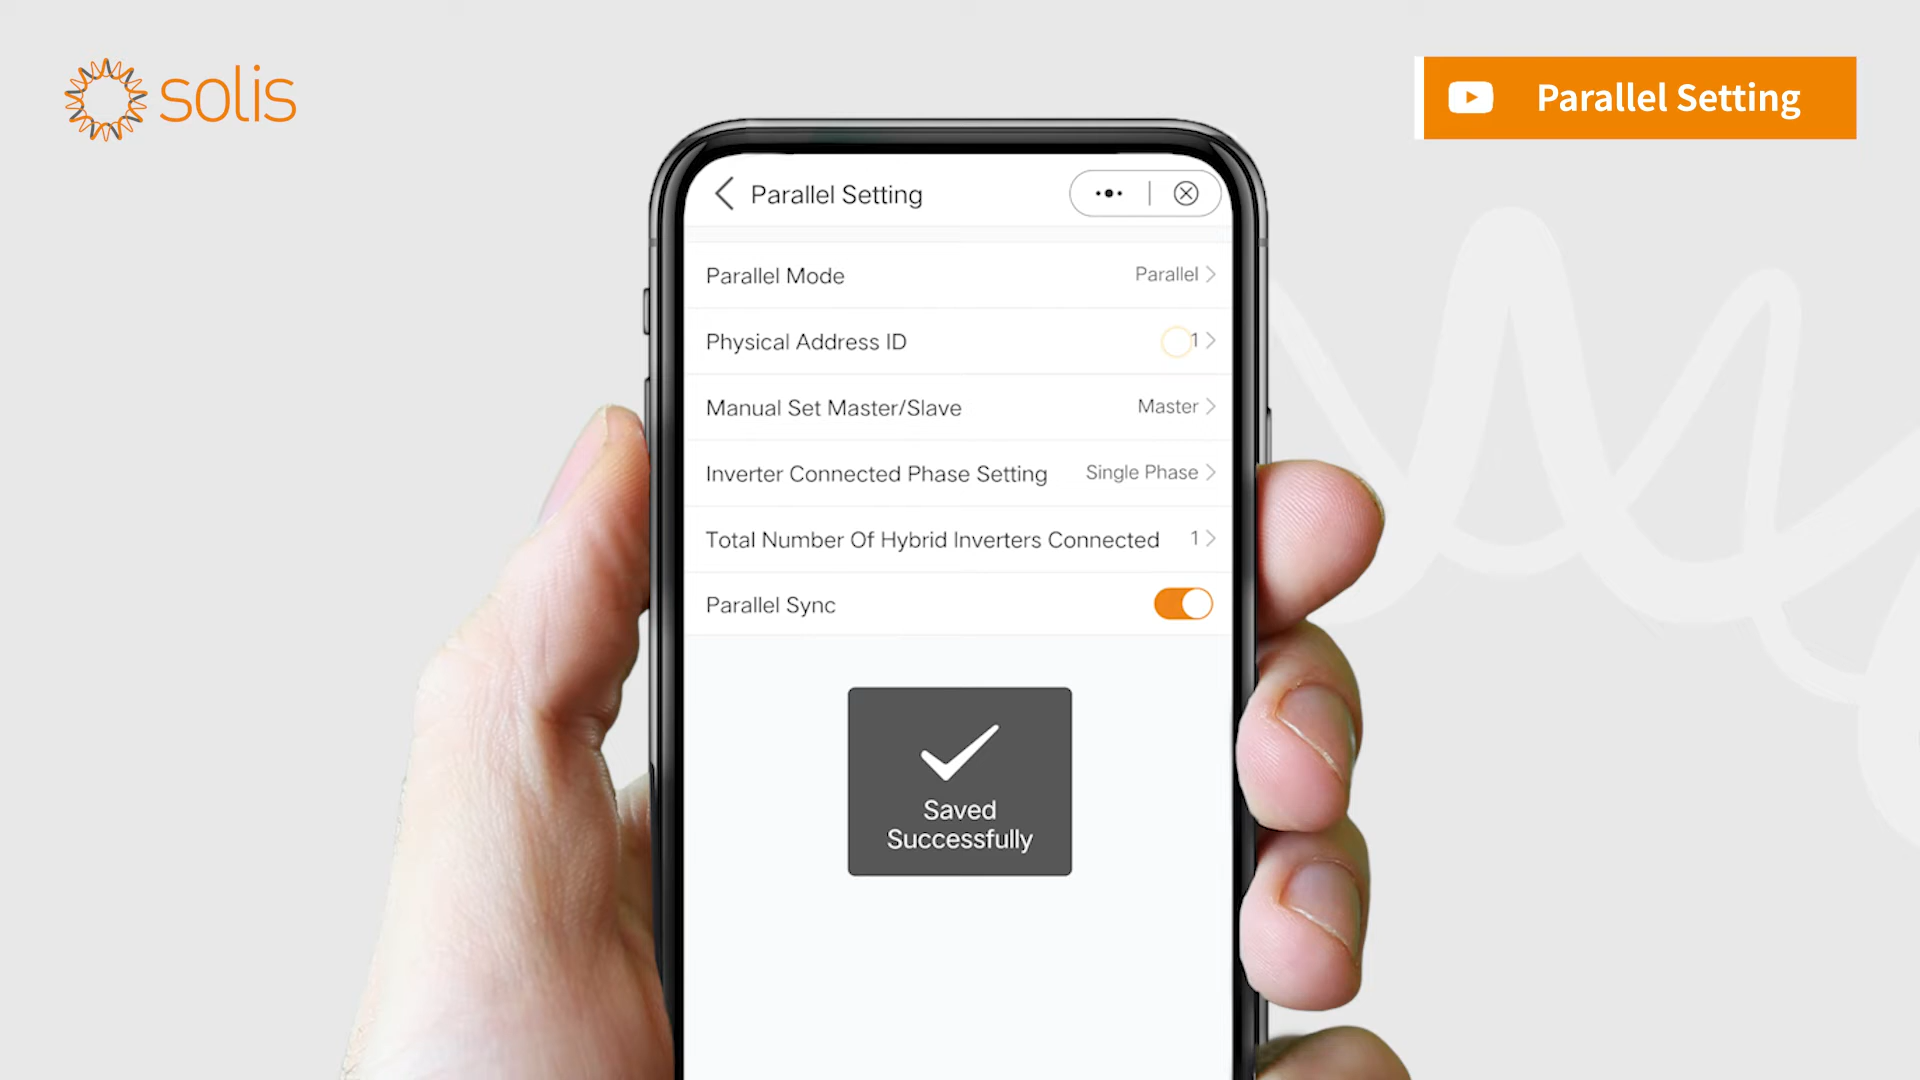 solis
Parallel Setting
Parallel Setting
Parallel Mode Parallel
Physical Address ID 1
Manual Set Master/Slave Master
Inverter Connected Phase Setting Single Phase
Total Number Of Hybrid Inverters Connected 1
Parallel Sync
Saved
Successfully